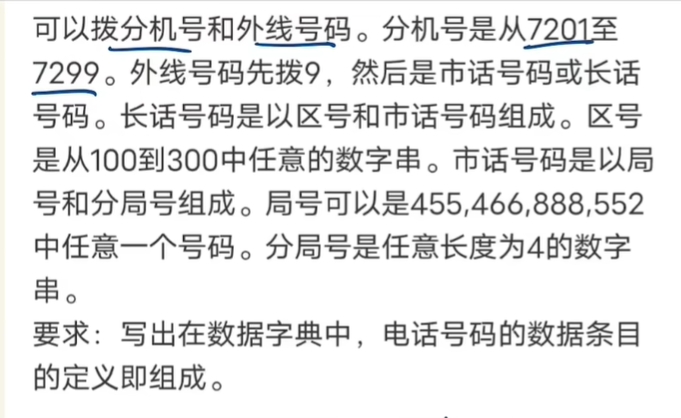 可以拨分机号和外线号码。分机号是从7201至
7299。外线号码先拨9，然后是市话号码或长话
号码。长话号码是以区号和市话号码组成。区号
是从100到300中任意的数字串。市话号码是以局
号和分局号组成。局号可以是455,466,888,552
中任意一个号码。分局号是任意长度为4的数字
串。
要求：写出在数据字典中，电话号码的数据条目
的定义即组成。